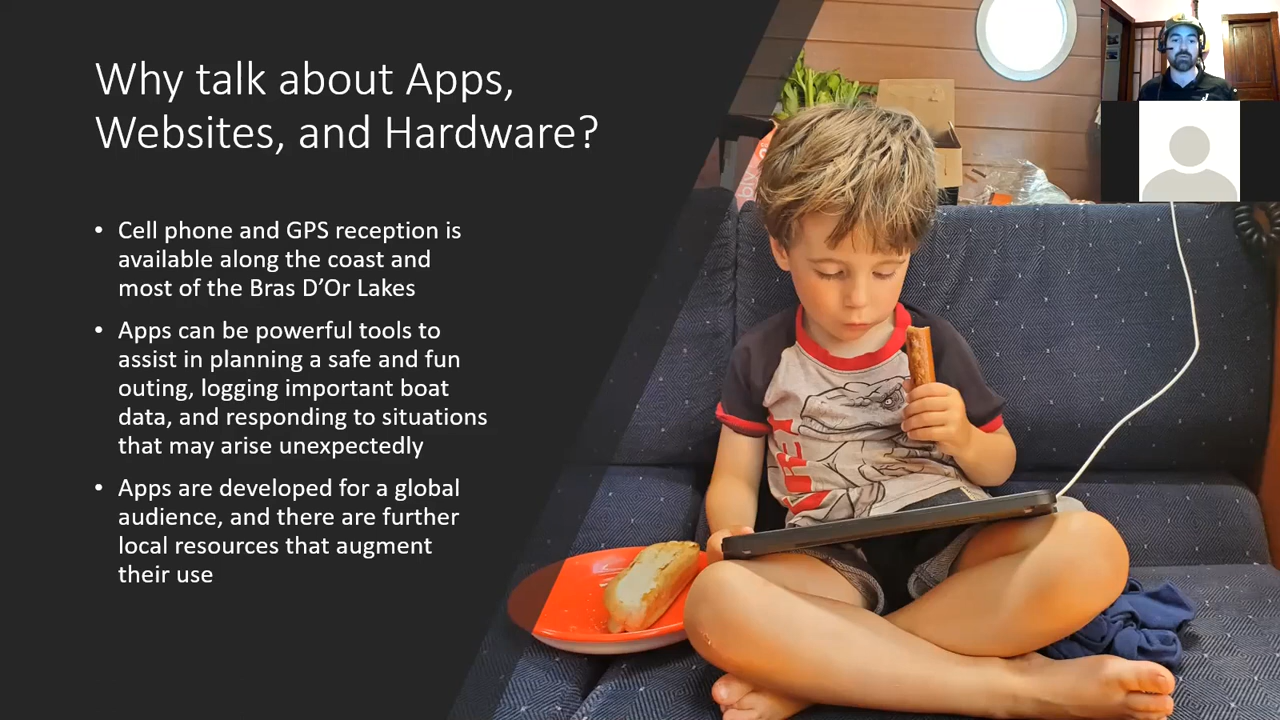 Why talk about Apps,
Websites, and Hardware?
• Cell phone and GPS reception is
available along the coast and
most of the Bras D’Or Lakes
• Apps can be powerful tools to
assist in planning a safe and fun
outing, logging important boat
data, and responding to situations
that may arise unexpectedly
• Apps are developed for a global
audience, and there are further
local resources that augment
their use